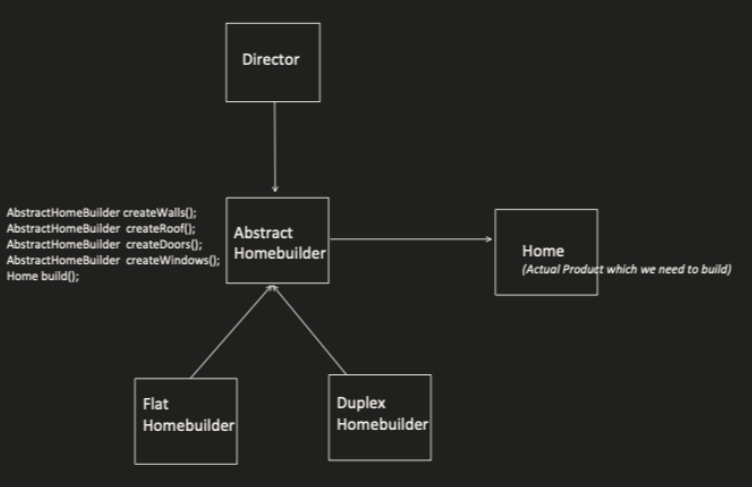 Director
AbstractHomeBuilder createWalls();
AbstractHomeBuilder createRoof();
AbstractHomeBuilder createDoors();
AbstractHomeBuilder createWindows();
Home build();
Abstract
Homebuilder
Home
(Actual Product which we need to build)
Flat
Homebuilder
Duplex
Homebuilder